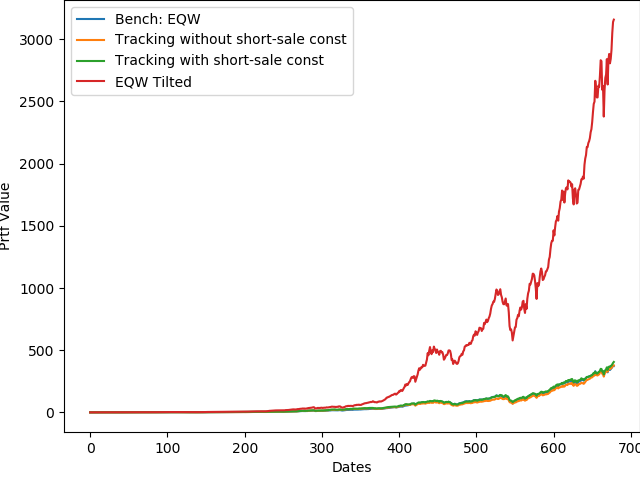 Bench: EQW
Tracking without short-sale const
Tracking with short-sale const
EQW Tilted
3000
2500
2000
1500
1000
500
0
Prtf Value
0 100 200 300 400 500 600 700
Dates